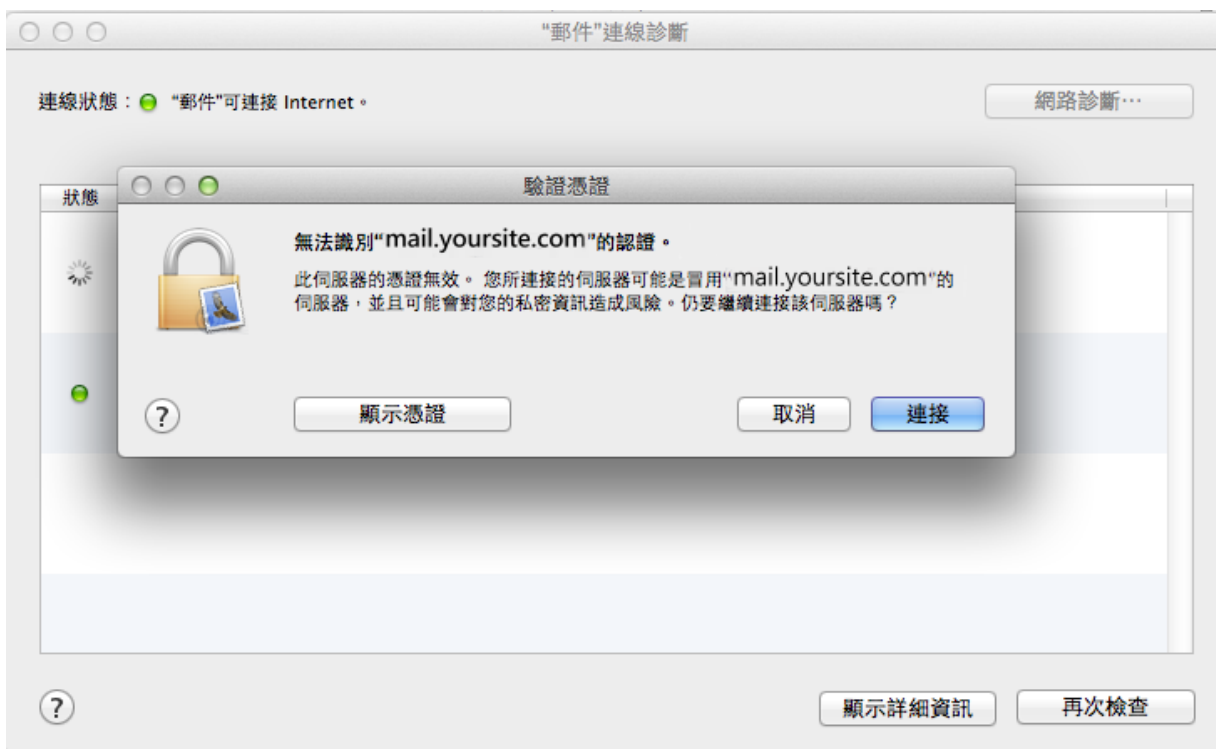 “郵件”連線診斷
連線狀態： “郵件”可連接 Internet。
網路診斷…
狀態
驗證憑證
無法識別“mail.yoursite.com”的認證。
此伺服器的憑證無效。 您所連接的伺服器可能是冒用“mail.yoursite.com”的
伺服器，並且可能會對您的私密資訊造成風險。仍要繼續連接該伺服器嗎？
?
顯示憑證
取消
連接
?
顯示詳細資訊
再次檢查